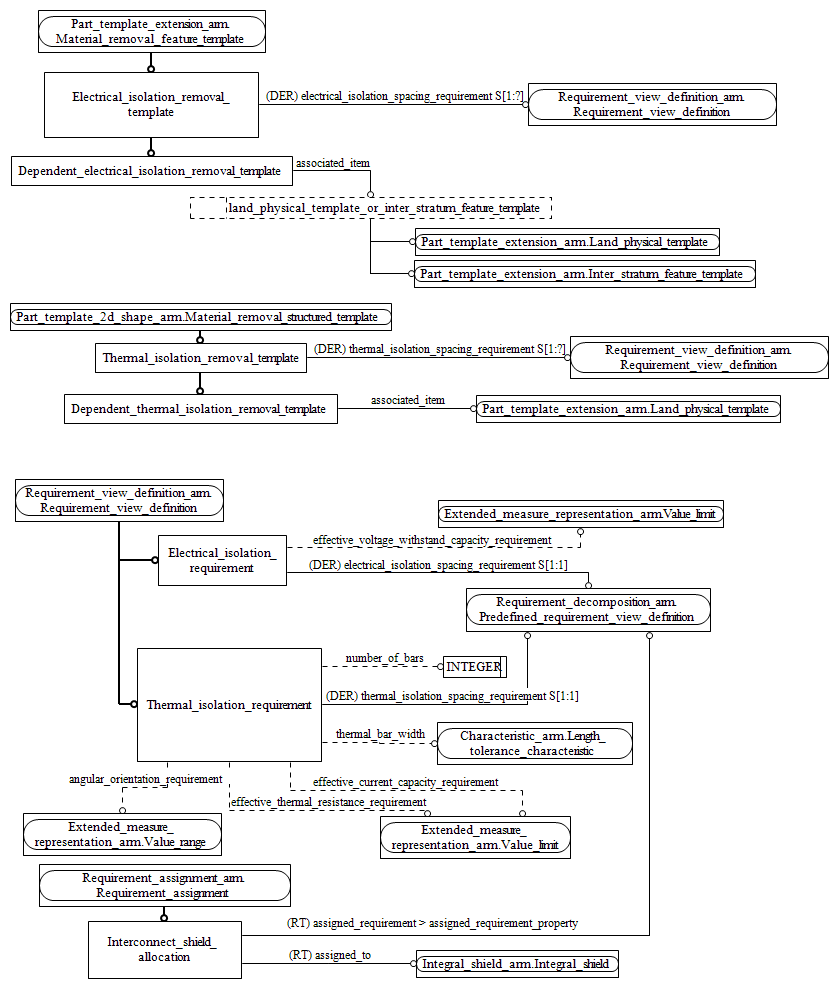 Part_template_extension_arm.
Material_removal_feature_template
Electrical_isolation_removal_
template
(DER) electrical_isolation_spacing_requirement S[1:?]
Requirement_view_definition_arm.
Requirement_view_definition
Dependent_electrical_isolation_removal_template
associated_item
land_physical_template_or_inter_stratum_feature_template
Part_template_extension_arm.Land_physical_template
Part_template_extension_arm.Inter_stratum_feature_template
Part_template_2d_shape_arm.Material_removal_structured_template
Thermal_isolation_removal_template
(DER) thermal_isolation_spacing_requirement S[1:?]
Requirement_view_definition_arm.
Requirement_view_definition
Dependent_thermal_isolation_removal_template
associated_item
Part_template_extension_arm.Land_physical_template
Requirement_view_definition_arm.
Requirement_view_definition
Extended_measure_representation_arm.Value_limit
Electrical_isolation_
requirement
effective_voltage_withstand_capacity_requirement
(DER) electrical_isolation_spacing_requirement S[1:1]
Requirement_decomposition_arm.
Predefined_requirement_view_definition
Thermal_isolation_requirement
number_of_bars
INTEGER
(DER) thermal_isolation_spacing_requirement S[1:1]
thermal_bar_width
Characteristic_arm.Length_
tolerance_characteristic
angular_orientation_requirement
effective_current_capacity_requirement
effective_thermal_resistance_requirement
Extended_measure_
representation_arm.Value_range
Extended_measure_
representation_arm.Value_limit
Requirement_assignment_arm.
Requirement_assignment
Interconnect_shield_
allocation
(RT) assigned_requirement > assigned_requirement_property
(RT) assigned_to
Integral_shield_arm.Integral_shield